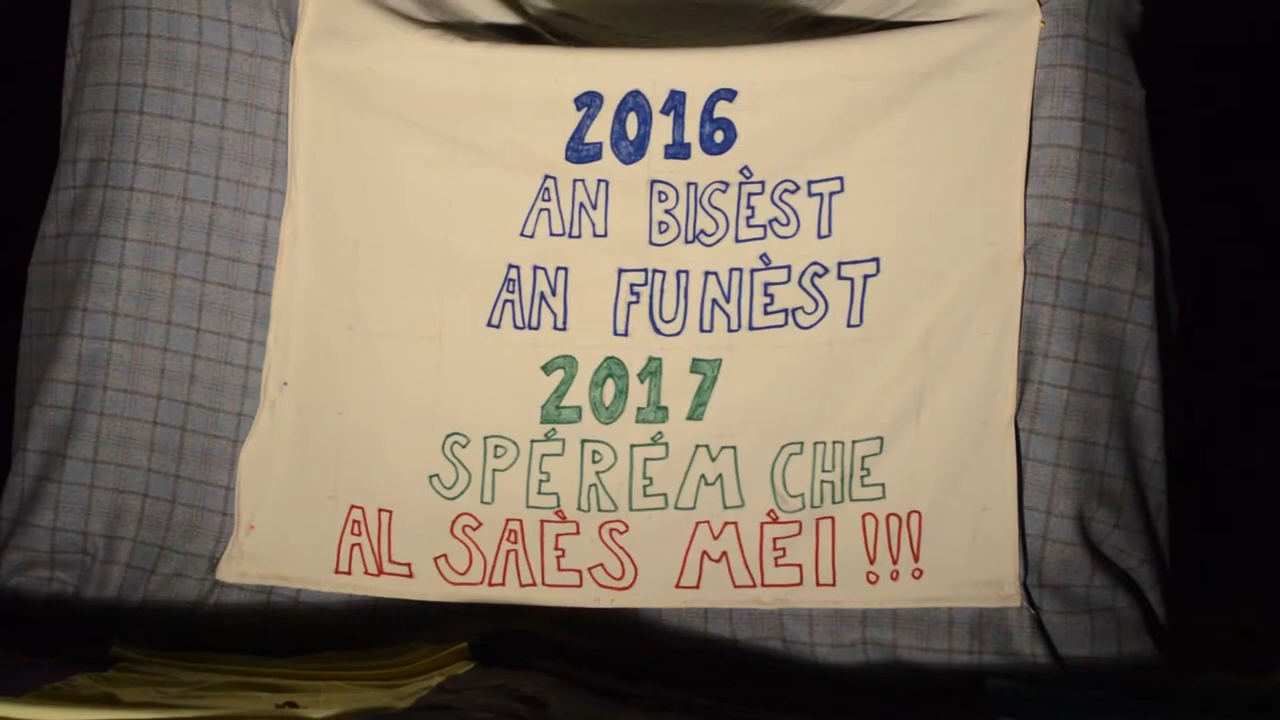 2016
AN BISÈST
AN FUNÈST
2017
SPÉRÉM CHE
AL SAÈS MÈI !!!